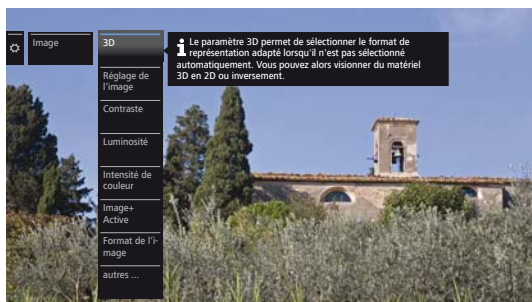 Image
3D
Le paramètre 3D permet de sélectionner le format de
représentation adapté lorsqu'il n'est pas sélectionné
automatiquement. Vous pouvez alors visionner du matériel
3D en 2D ou inversement.
Réglage de
l'image
Contraste
Luminosité
Intensité de
couleur
Image+
Active
Format de l'i-
mage
autres ...